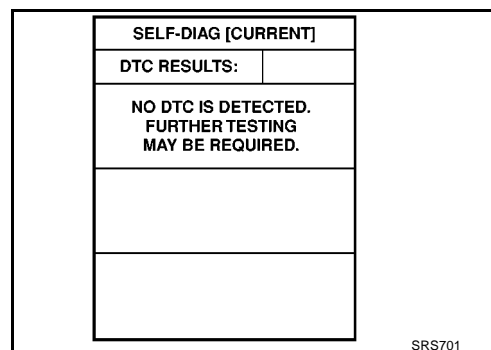 SELF-DIAG [CURRENT]
DTC RESULTS:
NO DTC IS DETECTED.
FURTHER TESTING
MAY BE REQUIRED.
SRS701